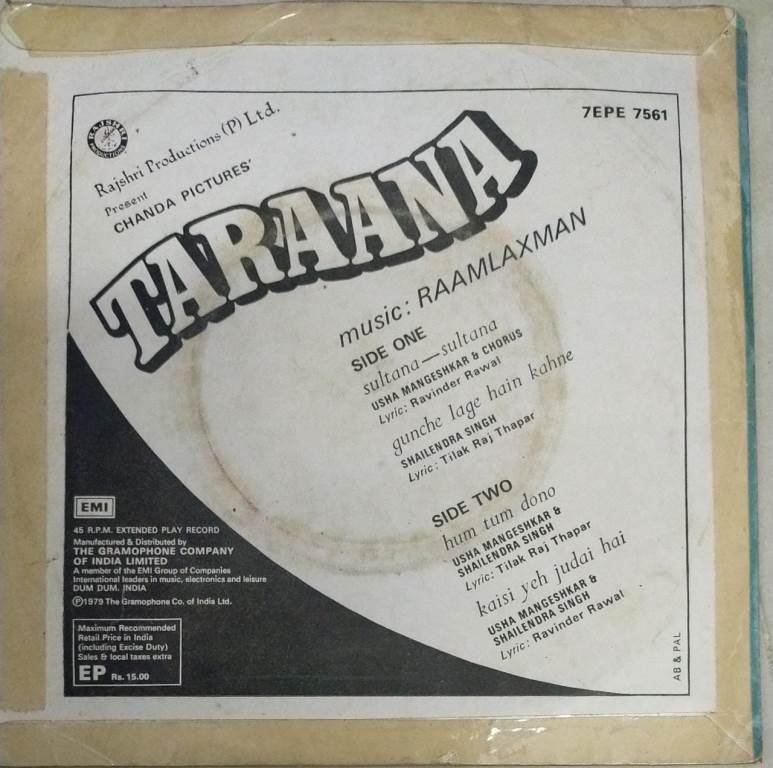 RAJSHRI
PRODUCTIONS
7EPE 7561
Rajshri Productions (P) Ltd.
Present
CHANDA PICTURES'
TARAANA
music: RAAMLAXMAN
SIDE ONE
sultana—sultana
USHA MANGESHKAR & CHORUS
Lyric: Ravinder Rawal
gunche lage hain kahne
SHAILENDRA SINGH
Lyric: Tilak Raj Thapar
SIDE TWO
hum tum dono
USHA MANGESHKAR &
SHAILENDRA SINGH
Lyric: Tilak Raj Thapar
kaisi yeh judai hai
USHA MANGESHKAR &
SHAILENDRA SINGH
Lyric: Ravinder Rawal
EMI
45 R.P.M. EXTENDED PLAY RECORD
Manufactured & Distributed by
THE GRAMOPHONE COMPANY
OF INDIA LIMITED
A member of the EMI Group of Companies
International leaders in music, electronics and leisure
DUM DUM. INDIA
Ⓟ1979 The Gramophone Co. of India Ltd.
Maximum Recommended
Retail Price in India
(including Excise Duty)
Sales & local taxes extra
EP Rs. 15.00
AB & PAL